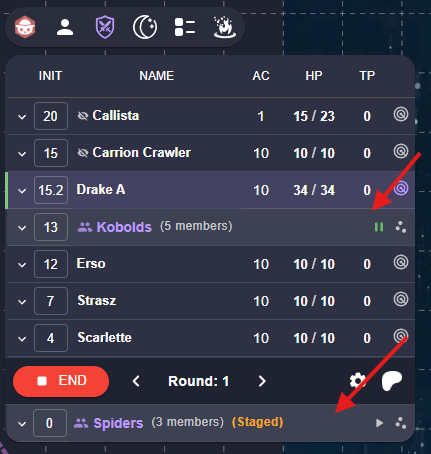 INIT NAME AC HP TP
20 Callista 1 15 / 23 0
15 Carrion Crawler 10 10 / 10 0
15.2 Drake A 10 34 / 34 0
13 Kobolds (5 members)
12 Erso 10 10 / 10 0
7 Strasz 10 10 / 10 0
4 Scarlette 10 10 / 10 0
END Round: 1
0 Spiders (3 members) (Staged)